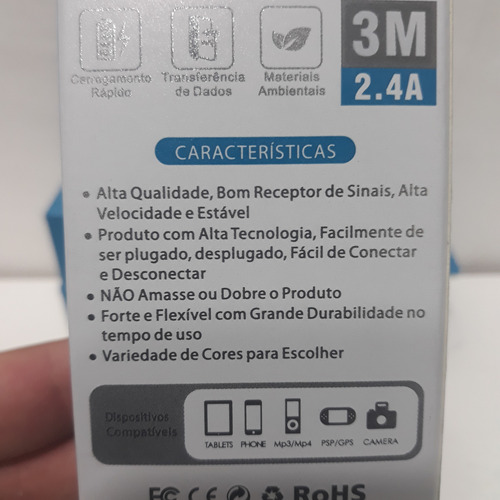 Carregamento
Rápido
Transferência
de Dados
Materiais
Ambientais
3M
2.4A
CARACTERÍSTICAS
• Alta Qualidade, Bom Receptor de Sinais, Alta
Velocidade e Estável
• Produto com Alta Tecnologia, Facilmente de
ser plugado, desplugado, Fácil de Conectar
e Desconectar
• NÃO Amasse ou Dobre o Produto
• Forte e Flexível com Grande Durabilidade no
tempo de uso
• Variedade de Cores para Escolher
Dispositivos
Compatíveis
TABLETS PHONE Mp3/Mp4 PSP/GPS CAMERA
FC CE RoHS